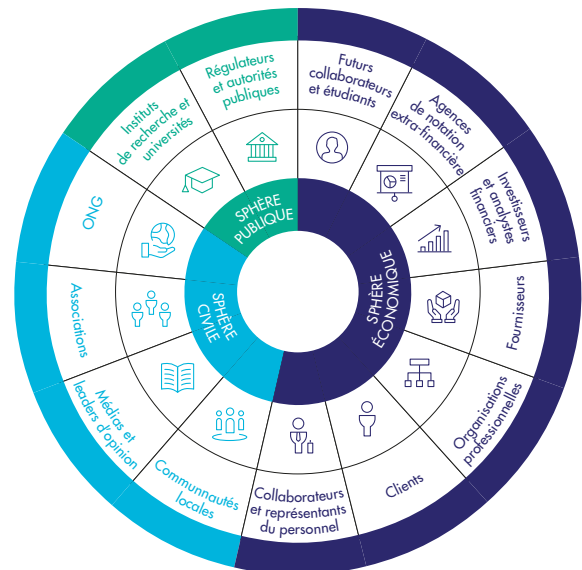 Futurs
collaborateurs
et étudiants
Agences
de notation
extra-financière
Investisseurs
et analystes
financiers
Fournisseurs
Organisations
professionnelles
Clients
Collaborateurs
et représentants
du personnel
Communnautés
locales
Médias et
leaders d'opinion
Associations
ONG
Instituts
de recherche et
universités
Régulateurs
et autorités
publiques
SPHÈRE
PUBLIQUE
SPHÈRE
ÉCONOMIQUE
SPHÈRE
CIVILE